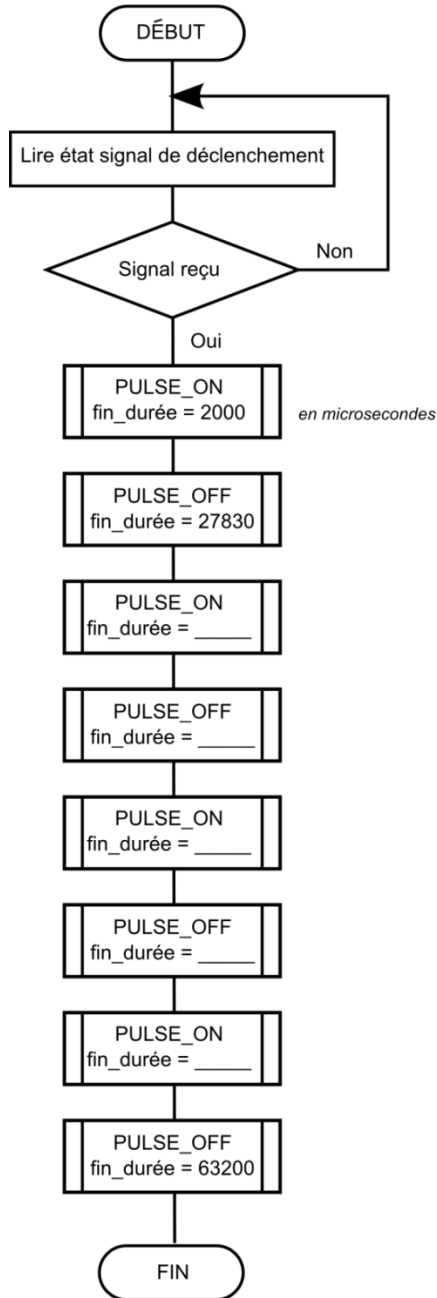 DÉBUT
Lire état signal de déclenchement
Signal reçu
Non
Oui
PULSE_ON
fin_durée = 2000
en microsecondes
PULSE_OFF
fin_durée = 27830
PULSE_ON
fin_durée = _____
PULSE_OFF
fin_durée = _____
PULSE_ON
fin_durée = _____
PULSE_OFF
fin_durée = _____
PULSE_ON
fin_durée = _____
PULSE_OFF
fin_durée = 63200
FIN